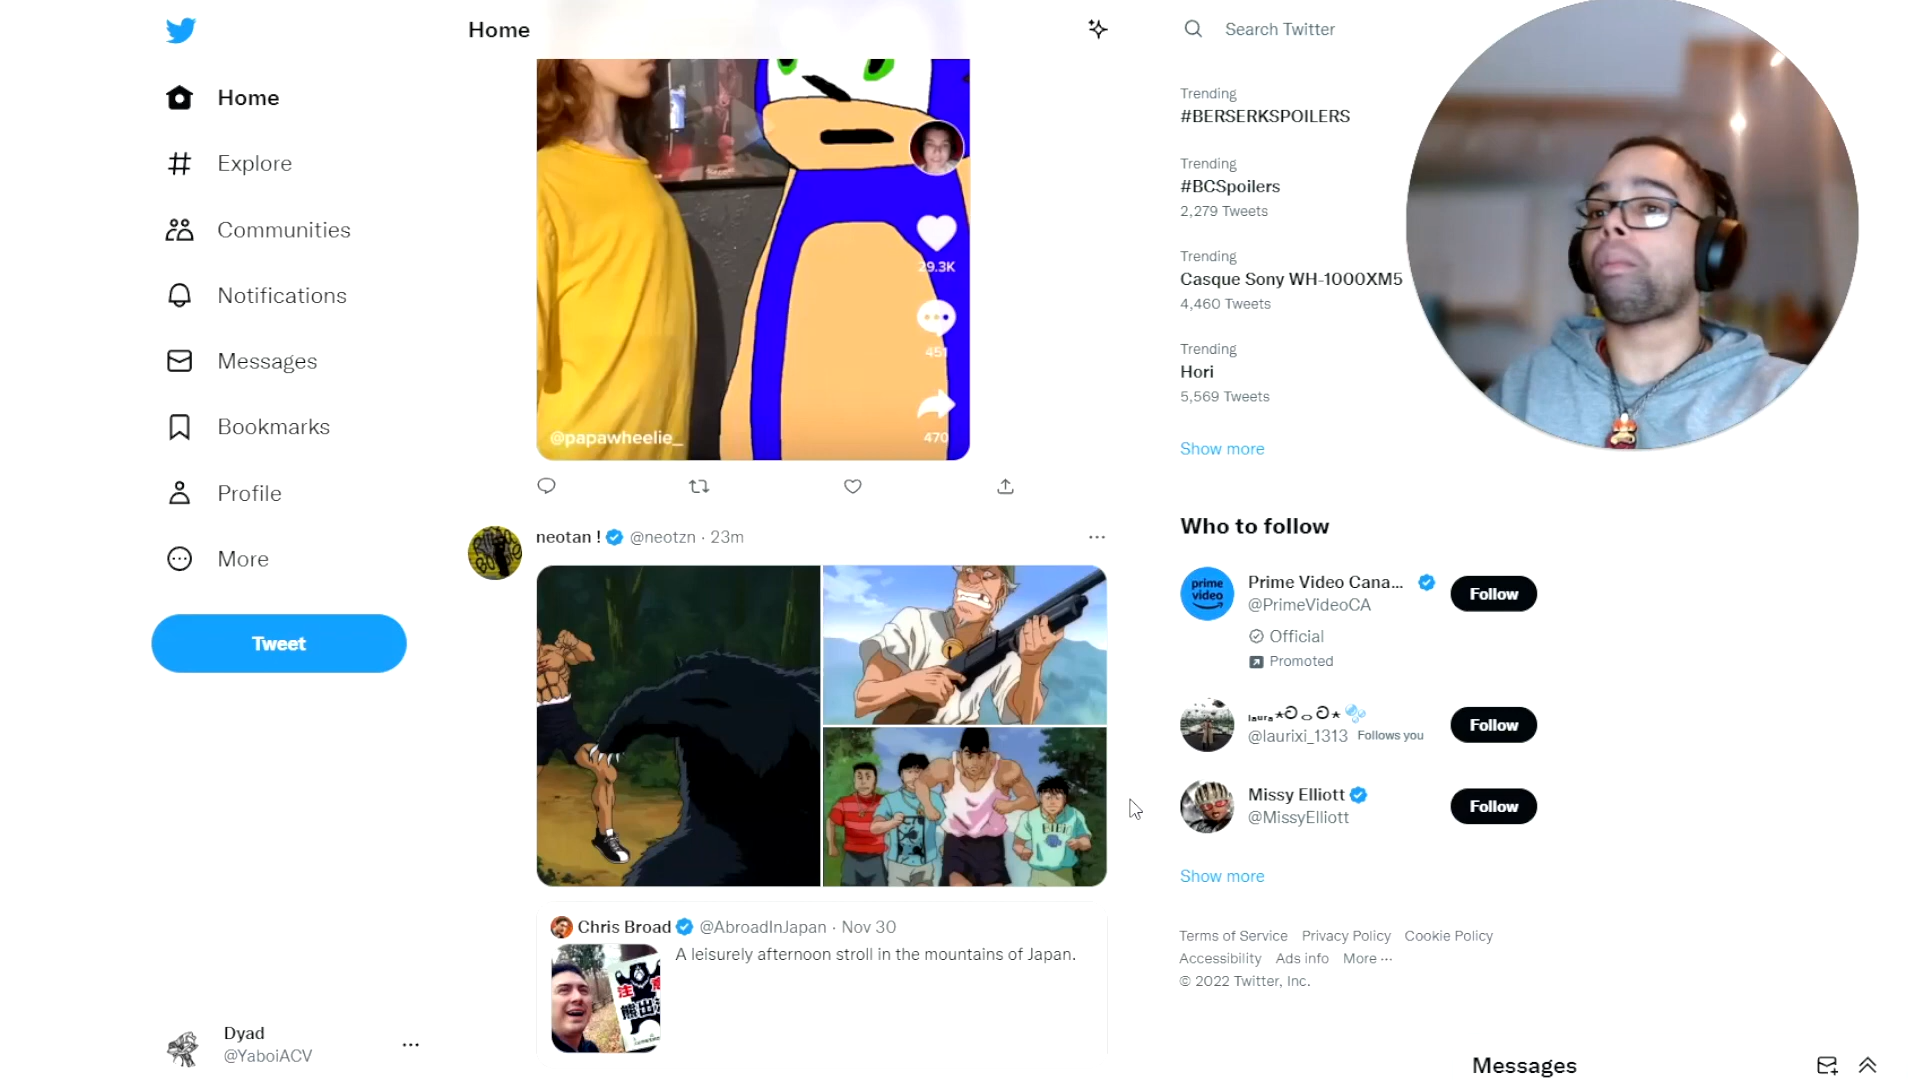 Home
Search Twitter
Home
Explore
Communities
Notifications
Messages
Bookmarks
Profile
More
Tweet
Dyad
@YaboiACV
29.3K
451
470
@papawheelie_
neotan ! @neotzn · 23m
Chris Broad @AbroadInJapan · Nov 30
A leisurely afternoon stroll in the mountains of Japan.
Trending
#BERSERKSPOILERS
Trending
#BCSpoilers
2,279 Tweets
Trending
Casque Sony WH-1000XM5
4,460 Tweets
Trending
Hori
5,569 Tweets
Show more
Who to follow
prime
video
Prime Video Cana...
@PrimeVideoCA
Official
Promoted
Follow
@laurixi_1313 Follows you
Follow
Missy Elliott
@MissyElliott
Follow
Show more
Terms of Service Privacy Policy Cookie Policy
Accessibility Ads info More ···
© 2022 Twitter, Inc.
Messages